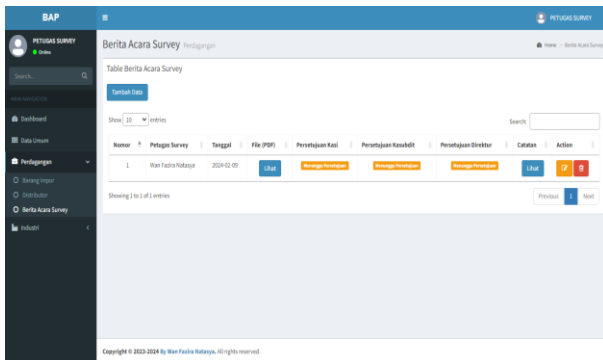 BAP
PETUGAS SURVEY
PETUGAS SURVEY
Online
Berita Acara Survey Perdagangan
Home Berita Acara Survey
Search...
Table Berita Acara Survey
Tambah Data
MAIN NAVIGATION
Dashboard
Data Umum
Perdagangan
Barang Impor
Distributor
Berita Acara Survey
Industri
Show 10 entries
Search:
Nomor Petugas Survey Tanggal File (PDF) Persetujuan Kasi Persetujuan Kasubdit Persetujuan Direktur Catatan Action
1 Wan Fazira Natasya 2024-02-09 Lihat Menunggu Persetujuan Menunggu Persetujuan Menunggu Persetujuan Lihat
Showing 1 to 1 of 1 entries
Previous 1 Next
Copyright © 2023-2024 By Wan Fazira Natasya. All rights reserved.